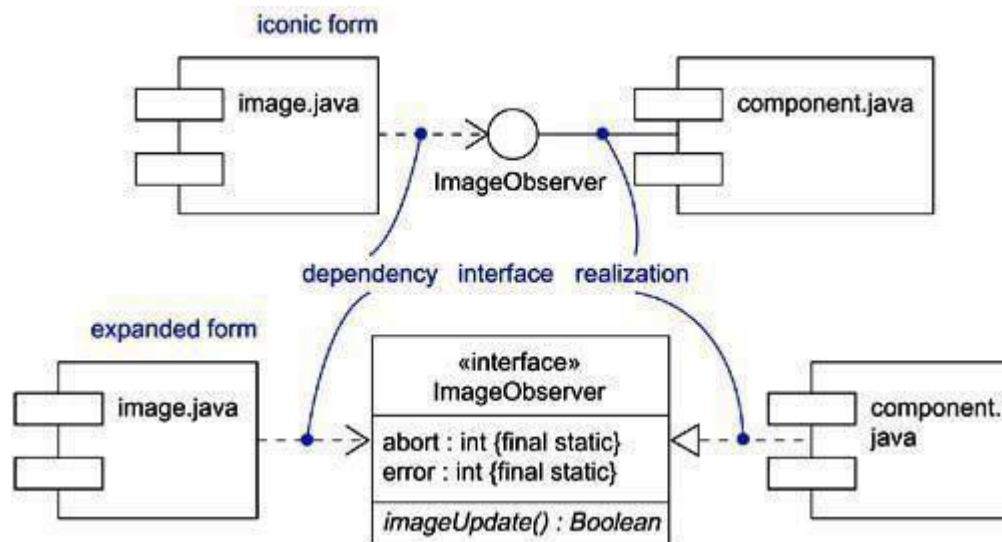 iconic form
image.java
component.java
ImageObserver
dependency interface realization
expanded form
«interface»
ImageObserver
image.java
component.
java
abort : int {final static}
error : int {final static}
imageUpdate() : Boolean